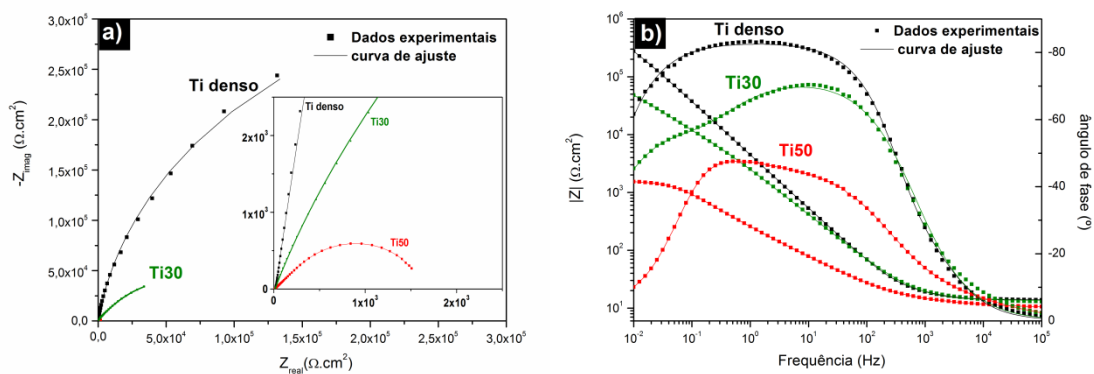 a)
Dados experimentais
curva de ajuste
Ti denso
Ti30
-Z_imag (Ω.cm²)
3,0x10⁵
2,5x10⁵
2,0x10⁵
1,5x10⁵
1,0x10⁵
5,0x10⁴
0,0
0,0 5,0x10⁴ 1,0x10⁵ 1,5x10⁵ 2,0x10⁵ 2,5x10⁵ 3,0x10⁵
Z_real(Ω.cm²)
Ti denso
Ti30
Ti50
2x10³
1x10³
0
0 1x10³ 2x10³
b)
Ti denso
Dados experimentais
curva de ajuste
Ti30
Ti50
|Z| (Ω.cm²)
10⁶
10⁵
10⁴
10³
10²
10¹
10⁻² 10⁻¹ 10⁰ 10¹ 10² 10³ 10⁴ 10⁵
Frequência (Hz)
-80
-60
-40
-20
0
ângulo de fase (º)